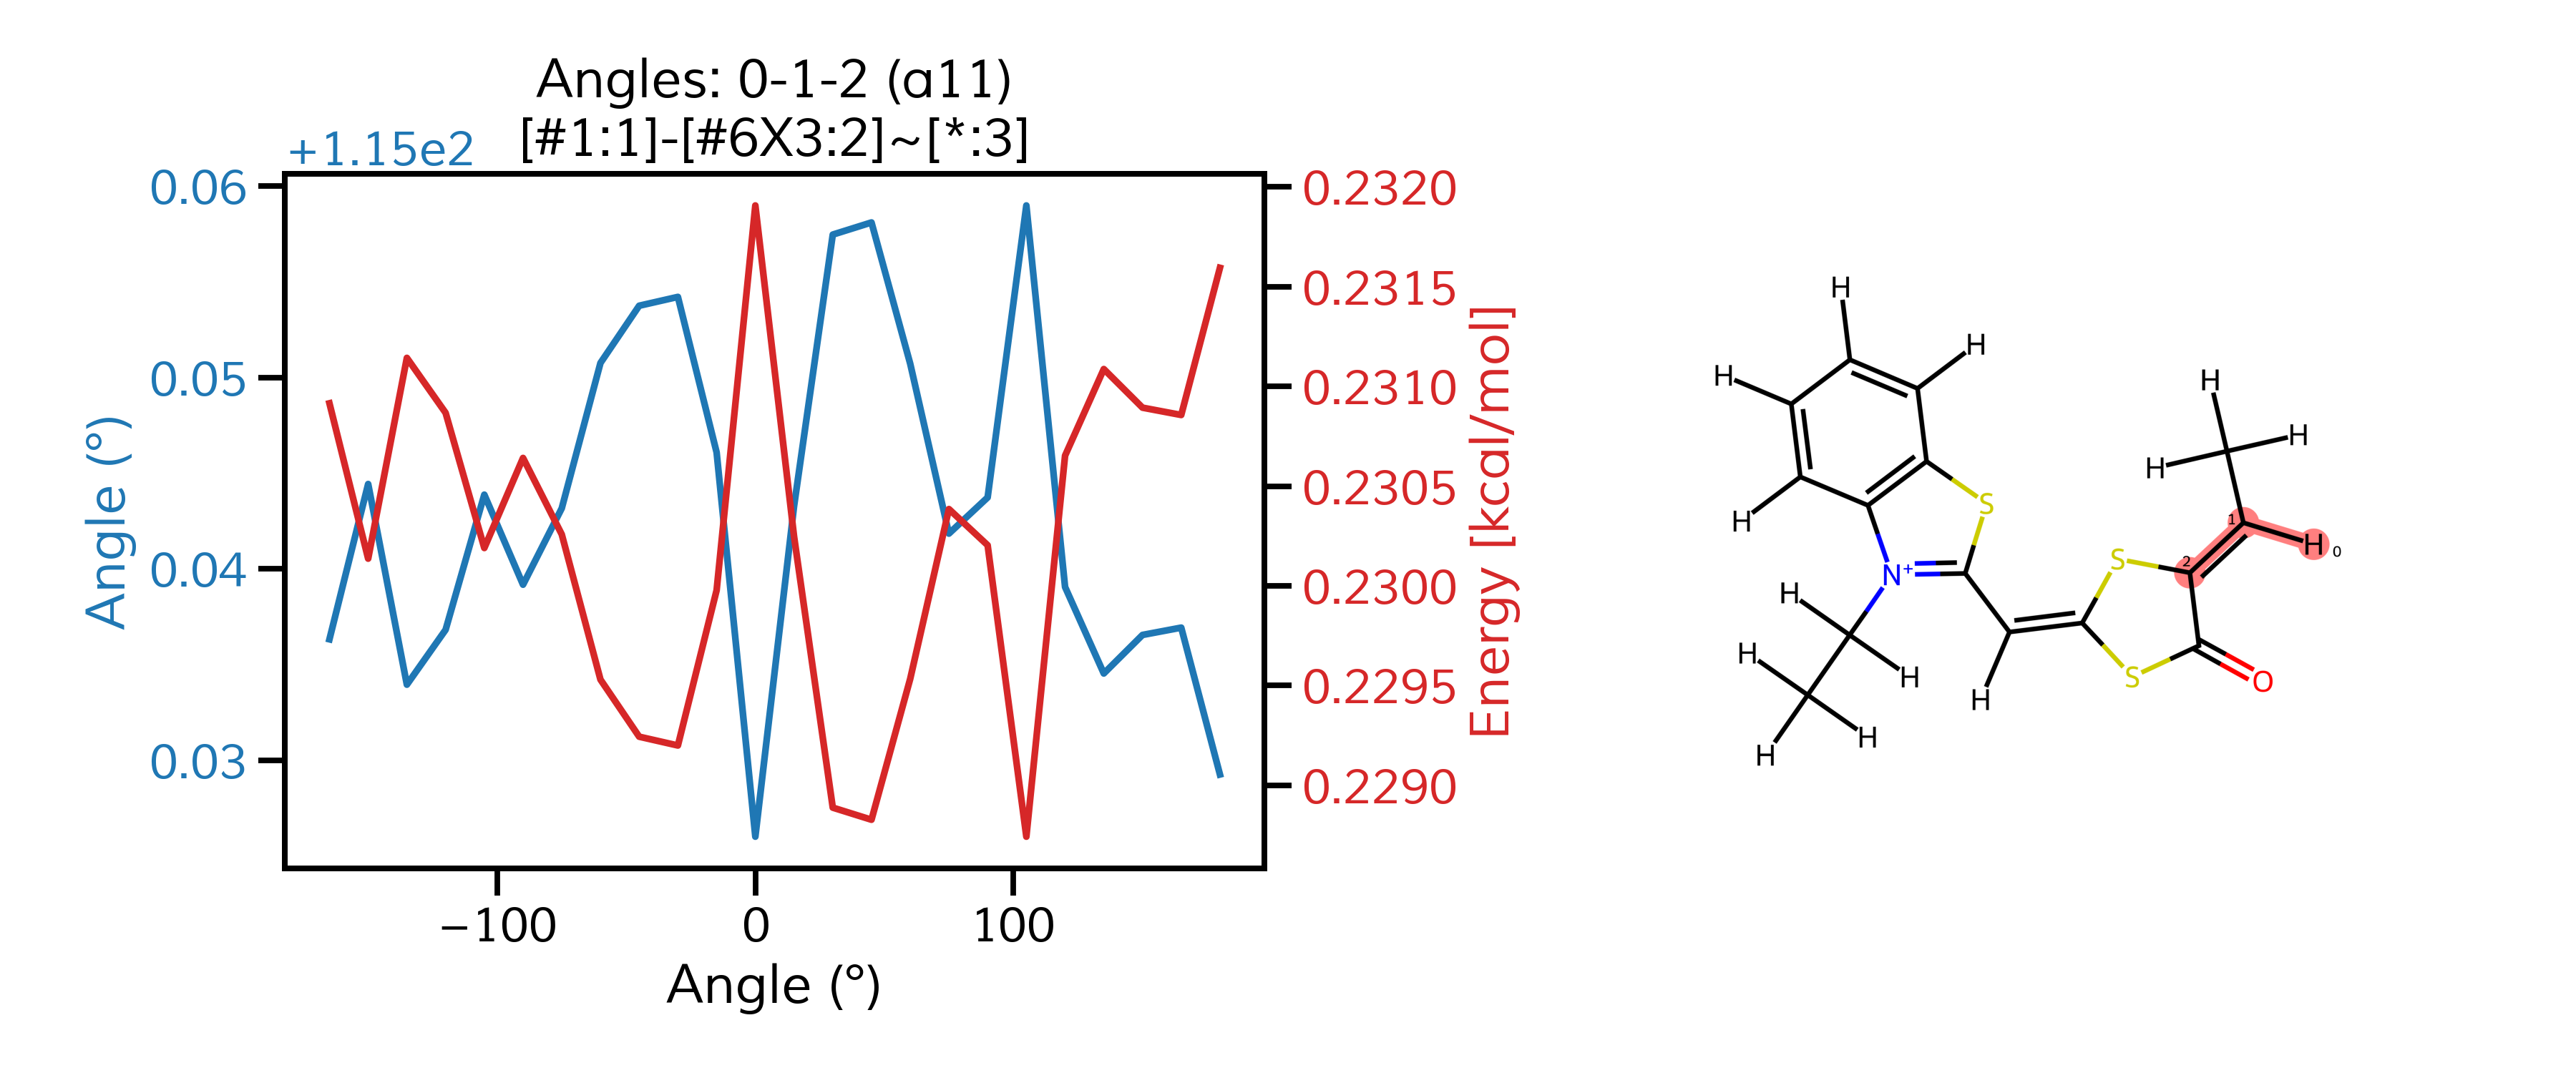 Angles: 0-1-2 (a11)
[#1:1]-[#6X3:2]~[*:3]
+1.15e2
0.06
0.05
0.04
0.03
Angle (°)
0.2320
0.2315
0.2310
0.2305
0.2300
0.2295
0.2290
Energy [kcal/mol]
−100
0
100
Angle (°)
H
H
H
H
H
H
H
S
1
H
0
S
2
N+
H
H
H
S
O
H
H
H